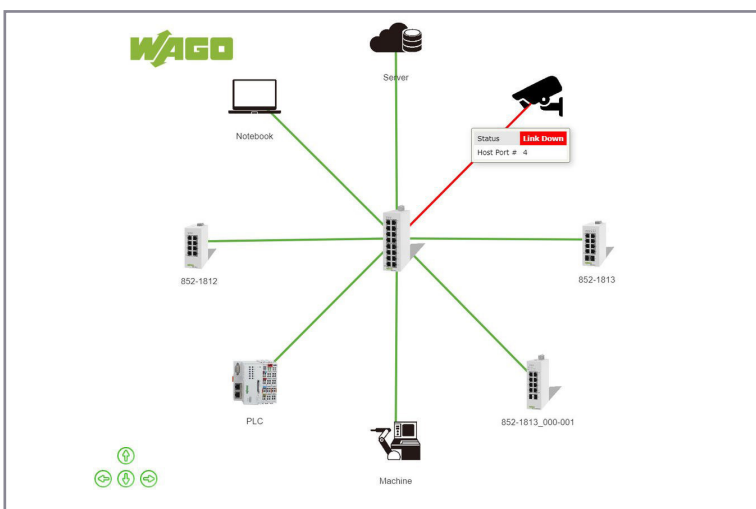 WAGO
Server
Notebook
Status Link Down
Host Port # 4
852-1812
852-1813
PLC
852-1813_000-001
Machine